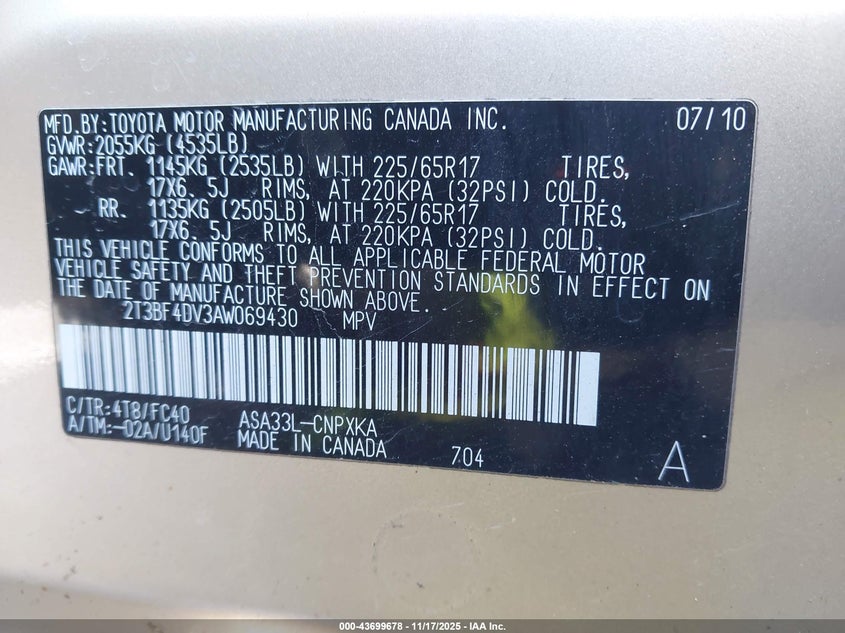 MFD.BY:TOYOTA MOTOR MANUFACTURING CANADA INC. 07/10
GVWR:2055KG (4535LB)
GAWR:FRT. 1145KG (2535LB) WITH 225/65R17 TIRES,
17X6. 5J RIMS, AT 220KPA (32PSI) COLD.
RR. 1135KG (2505LB) WITH 225/65R17 TIRES,
17X6. 5J RIMS, AT 220KPA (32PSI) COLD.
THIS VEHICLE CONFORMS TO ALL APPLICABLE FEDERAL MOTOR
VEHICLE SAFETY AND THEFT PREVENTION STANDARDS IN EFFECT ON
THE DATE OF MANUFACTURE SHOWN ABOVE.
2T3BF4DV3AW069430 MPV
C/TR:4T8/FC40 ASA33L-CNPXKA
A/TM:-02A/U140F MADE IN CANADA 704 A
000-43699678 - 11/17/2025 - IAA Inc.